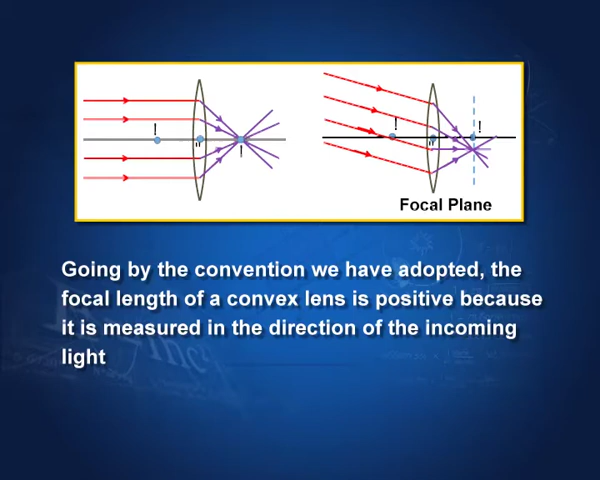 !
!
"
!
!
"
Focal Plane
Going by the convention we have adopted, the
focal length of a convex lens is positive because
it is measured in the direction of the incoming
light